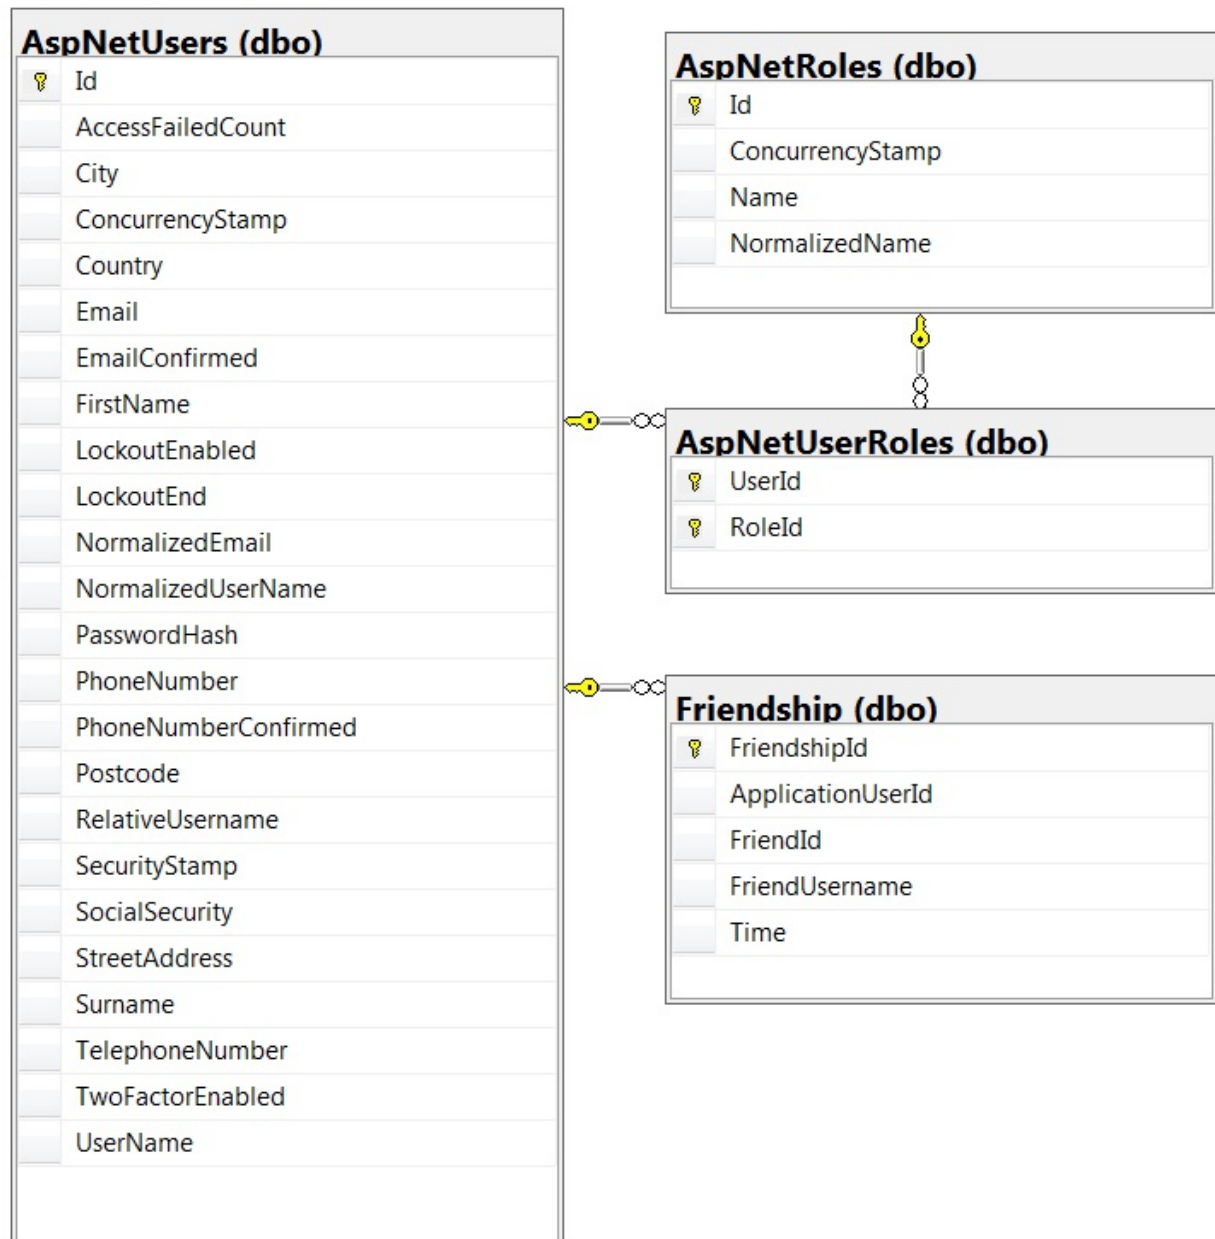 AspNetUsers (dbo)
Id
AccessFailedCount
City
ConcurrencyStamp
Country
Email
EmailConfirmed
FirstName
LockoutEnabled
LockoutEnd
NormalizedEmail
NormalizedUserName
PasswordHash
PhoneNumber
PhoneNumberConfirmed
Postcode
RelativeUsername
SecurityStamp
SocialSecurity
StreetAddress
Surname
TelephoneNumber
TwoFactorEnabled
UserName
AspNetRoles (dbo)
Id
ConcurrencyStamp
Name
NormalizedName
AspNetUserRoles (dbo)
UserId
RoleId
Friendship (dbo)
FriendshipId
ApplicationUserId
FriendId
FriendUsername
Time